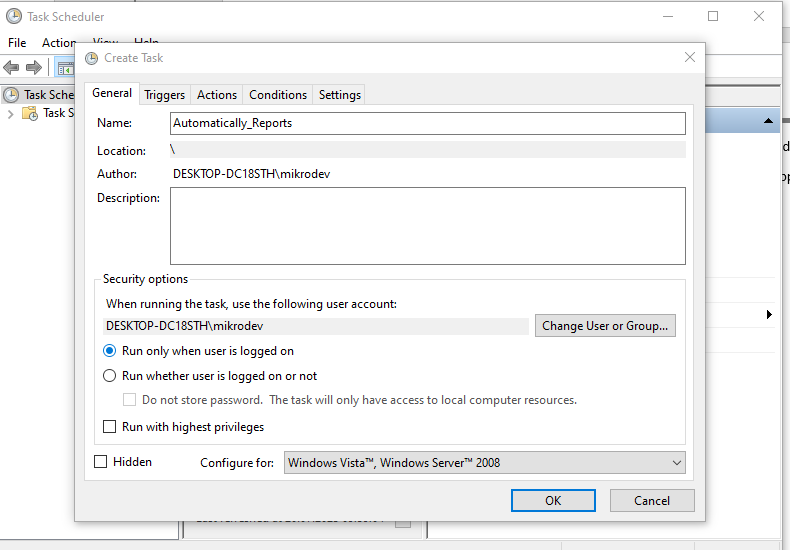 Task Scheduler
File Action View Help
Create Task
Task Sche
Task S
General Triggers Actions Conditions Settings
Name: Automatically_Reports
Location: \
Author: DESKTOP-DC18STH\mikrodev
Description:
Security options
When running the task, use the following user account:
DESKTOP-DC18STH\mikrodev Change User or Group...
Run only when user is logged on
Run whether user is logged on or not
Do not store password. The task will only have access to local computer resources.
Run with highest privileges
Hidden Configure for: Windows Vista™, Windows Server™ 2008
OK Cancel